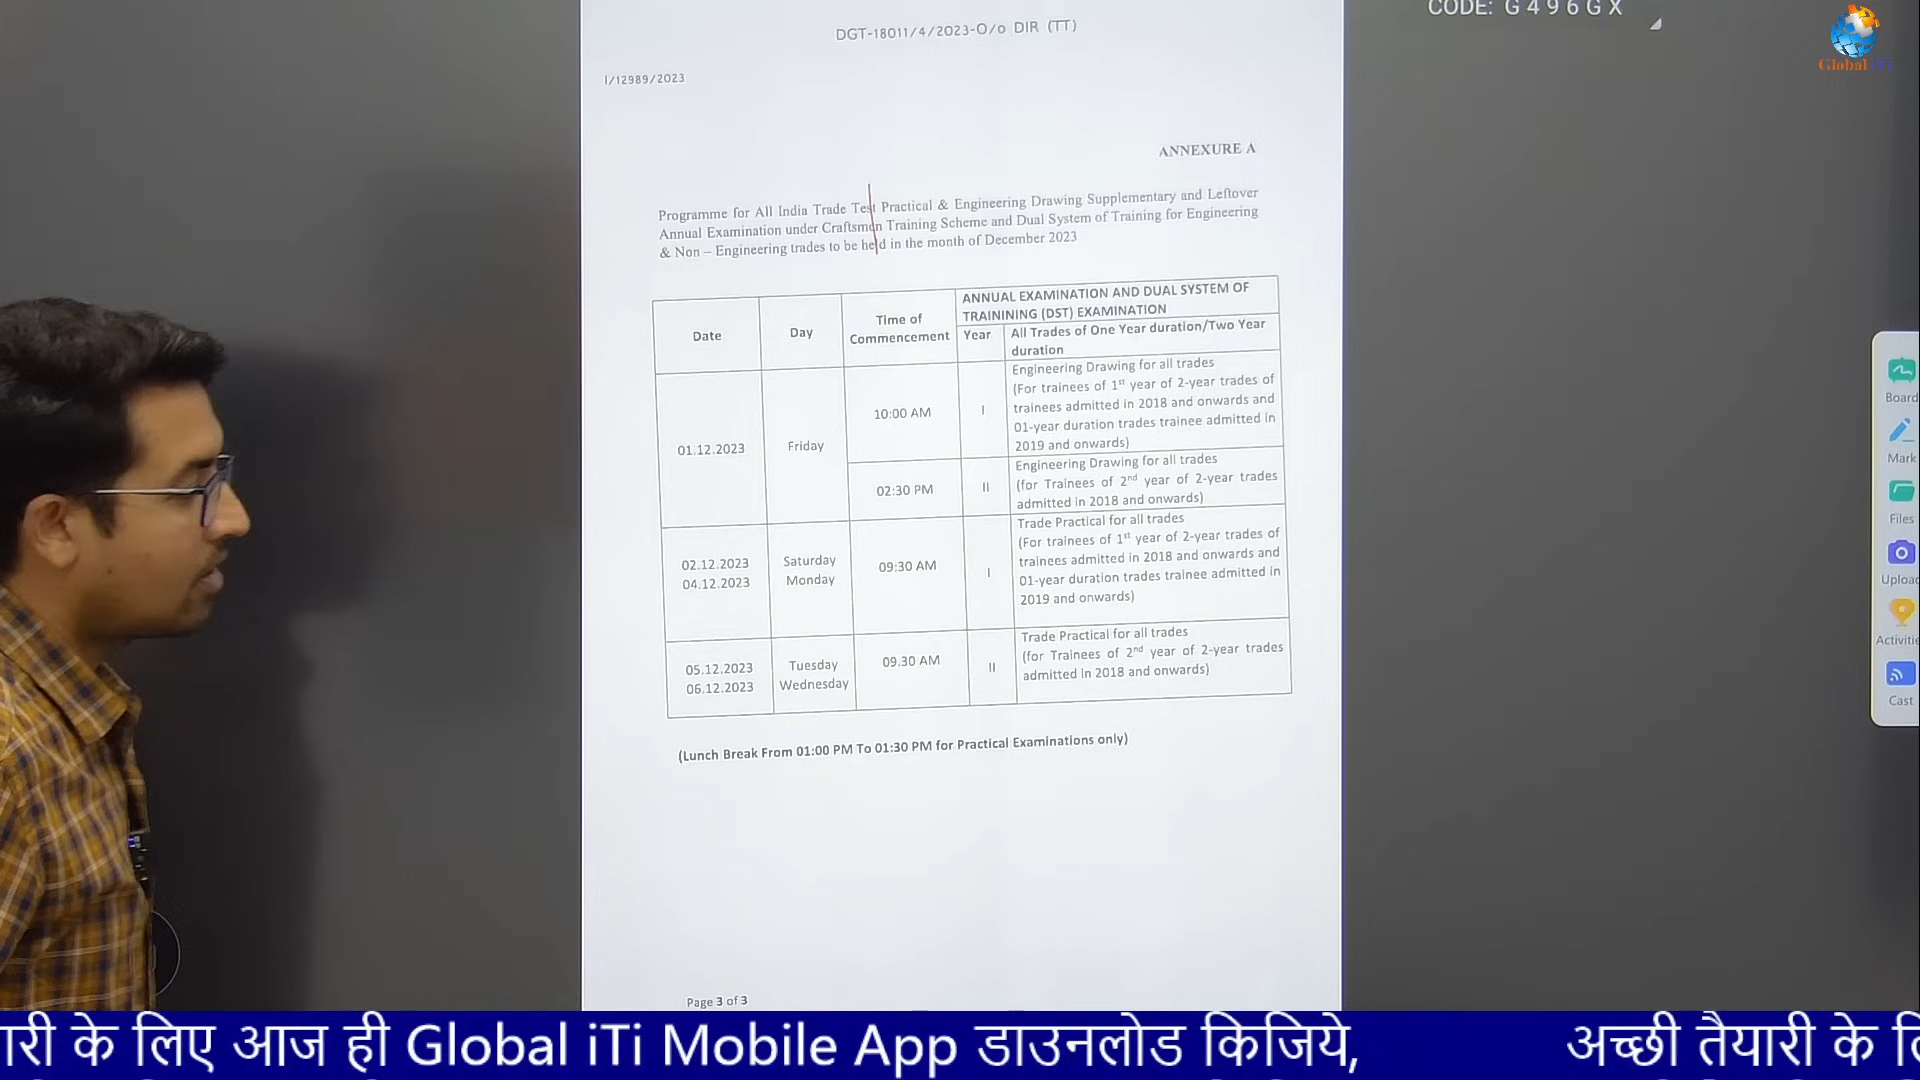 CODE: G 4 9 6 G X
Global iTi
DGT-18011/4/2023-O/o DIR (TT)
I/12989/2023
ANNEXURE A
Programme for All India Trade Test Practical & Engineering Drawing Supplementary and Leftover
Annual Examination under Craftsmen Training Scheme and Dual System of Training for Engineering
& Non – Engineering trades to be held in the month of December 2023
Date
Day
Time of
Commencement
ANNUAL EXAMINATION AND DUAL SYSTEM OF
TRAINING (DST) EXAMINATION
Year
All Trades of One Year duration/Two Year
duration
01.12.2023
Friday
10:00 AM
I
Engineering Drawing for all trades
(For trainees of 1st year of 2-year trades of
trainees admitted in 2018 and onwards and
01-year duration trades trainee admitted in
2019 and onwards)
02:30 PM
II
Engineering Drawing for all trades
(for Trainees of 2nd year of 2-year trades
admitted in 2018 and onwards)
02.12.2023
04.12.2023
Saturday
Monday
09:30 AM
I
Trade Practical for all trades
(For trainees of 1st year of 2-year trades of
trainees admitted in 2018 and onwards and
01-year duration trades trainee admitted in
2019 and onwards)
05.12.2023
06.12.2023
Tuesday
Wednesday
09.30 AM
II
Trade Practical for all trades
(for Trainees of 2nd year of 2-year trades
admitted in 2018 and onwards)
(Lunch Break From 01:00 PM To 01:30 PM for Practical Examinations only)
Page 3 of 3
Board
Mark
Files
Upload
Activitie
Cast
ारी के लिए आज ही Global iTi Mobile App डाउनलोड किजिये, अच्छी तैयारी के लि